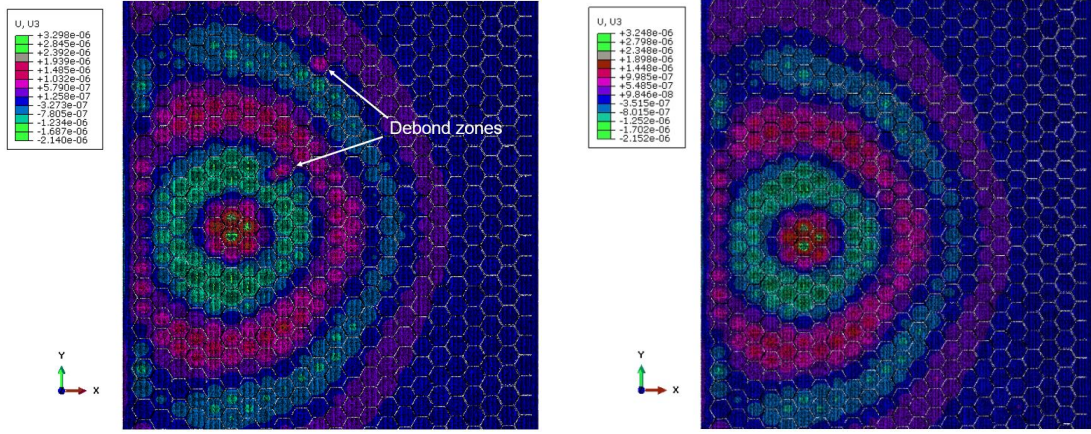 U, U3
+3.298e-06
+2.845e-06
+2.392e-06
+1.939e-06
+1.485e-06
+1.032e-06
+5.790e-07
+1.258e-07
-3.273e-07
-7.805e-07
-1.234e-06
-1.687e-06
-2.140e-06
Debond zones
Y
X
U, U3
+3.248e-06
+2.798e-06
+2.348e-06
+1.898e-06
+1.448e-06
+9.985e-07
+5.485e-07
+9.846e-08
-3.515e-07
-8.015e-07
-1.252e-06
-1.702e-06
-2.152e-06
Y
X